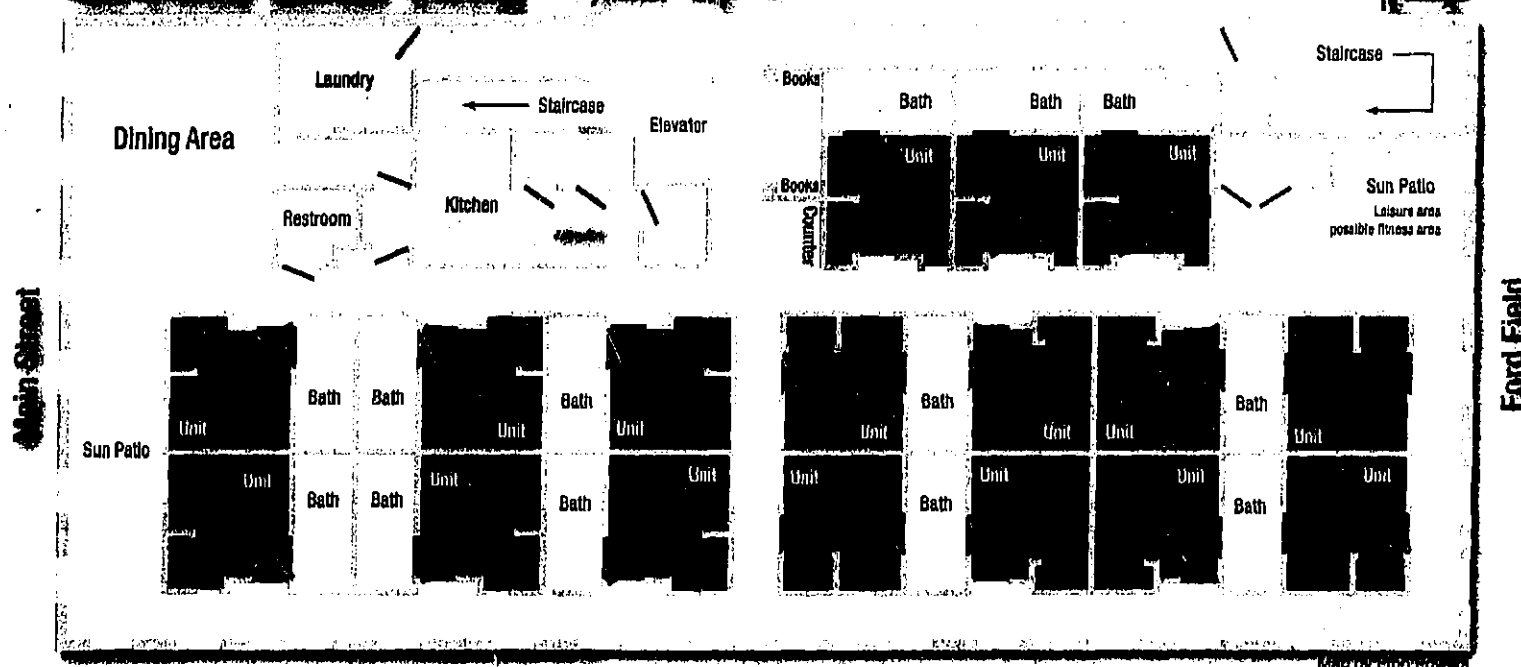 Staircase
Books
Laundry
Bath
Bath
Bath
Staircase
Elevator
Dining Area
Unit
Unit
Unit
Books
Sun Patio
Kitchen
Leisure area
Restroom
possible fitness area
Counter
Main Street
Ford Field
Bath
Bath
Bath
Bath
Bath
Unit
Unit
Unit
Unit
Unit
Unit
Unit
Sun Patio
Unit
Unit
Unit
Unit
Unit
Unit
Unit
Bath
Bath
Bath
Bath
Bath